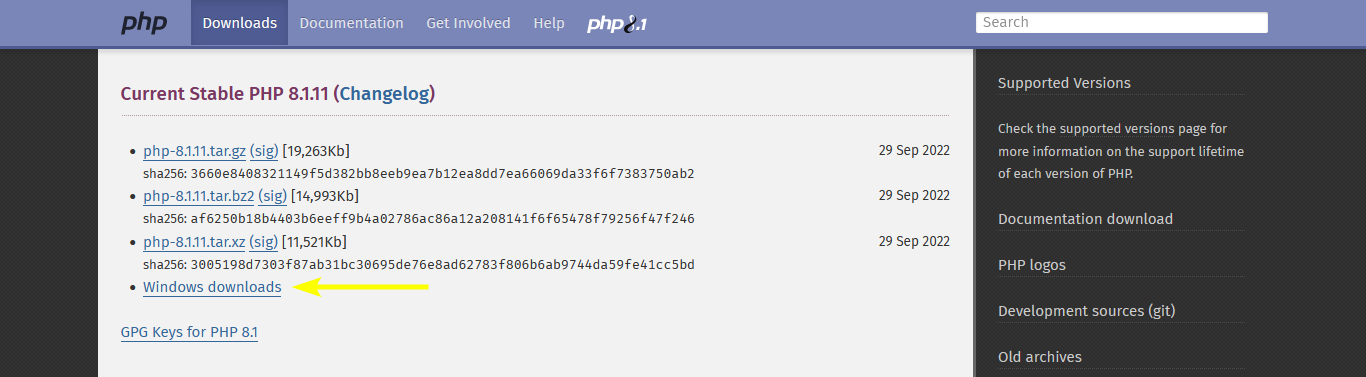 php Downloads Documentation Get Involved Help php8.1 Search
Current Stable PHP 8.1.11 (Changelog)
php-8.1.11.tar.gz (sig) [19,263Kb] 29 Sep 2022
sha256: 3660e8408321149f5d382bb8eeb9ea7b12ea8dd7ea66069da33f6f7383750ab2
php-8.1.11.tar.bz2 (sig) [14,993Kb] 29 Sep 2022
sha256: af6250b18b4403b6eeff9b4a02786ac86a12a208141f6f65478f79256f47f246
php-8.1.11.tar.xz (sig) [11,521Kb] 29 Sep 2022
sha256: 3005198d7303f87ab31bc30695de76e8ad62783f806b6ab9744da59fe41cc5bd
Windows downloads
GPG Keys for PHP 8.1
Supported Versions
Check the supported versions page for
more information on the support lifetime
of each version of PHP.
Documentation download
PHP logos
Development sources (git)
Old archives